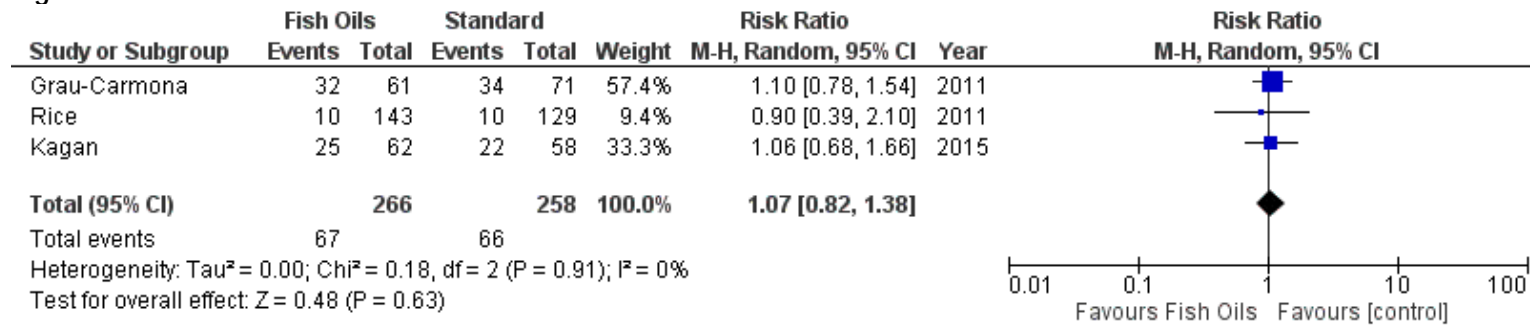 Fish Oils Standard Risk Ratio Risk Ratio
Study or Subgroup Events Total Events Total Weight M-H, Random, 95% CI Year M-H, Random, 95% CI
Grau-Carmona 32 61 34 71 57.4% 1.10 [0.78, 1.54] 2011
Rice 10 143 10 129 9.4% 0.90 [0.39, 2.10] 2011
Kagan 25 62 22 58 33.3% 1.06 [0.68, 1.66] 2015
Total (95% CI) 266 258 100.0% 1.07 [0.82, 1.38]
Total events 67 66
Heterogeneity: Tau² = 0.00; Chi² = 0.18, df = 2 (P = 0.91); I² = 0%
Test for overall effect: Z = 0.48 (P = 0.63)
0.01 0.1 1 10 100
Favours Fish Oils Favours [control]